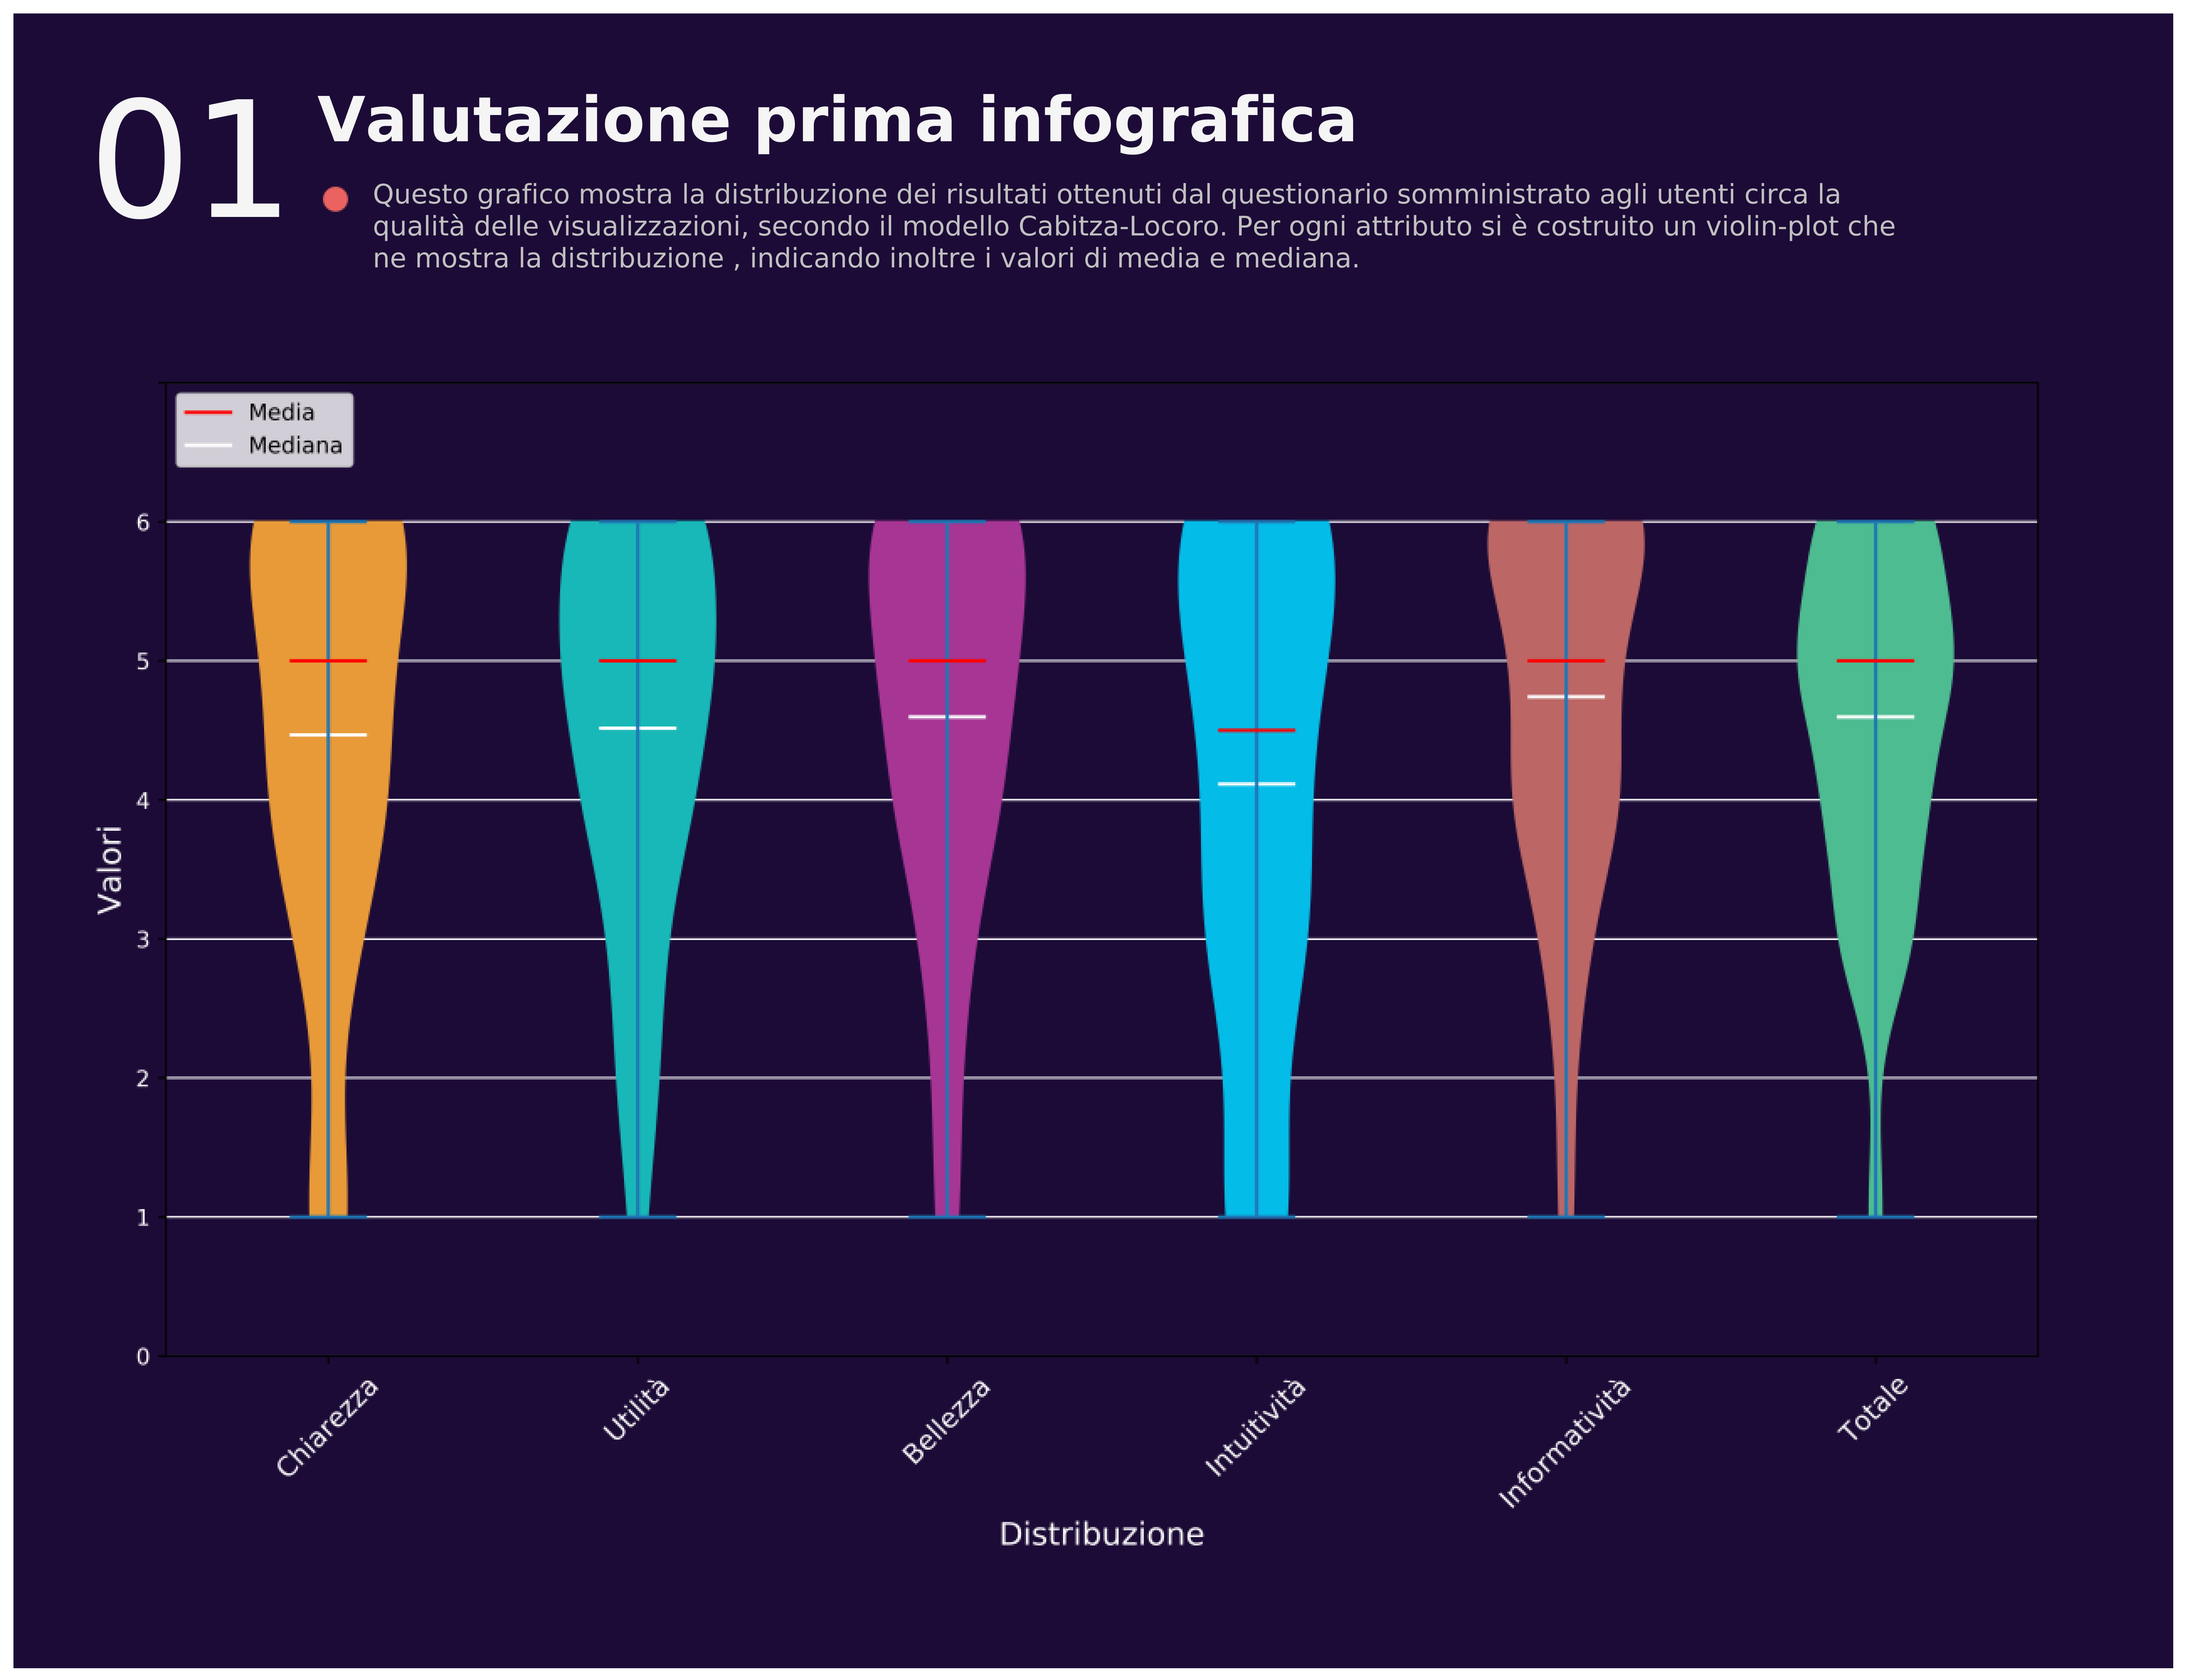 01
Valutazione prima infografica
Questo grafico mostra la distribuzione dei risultati ottenuti dal questionario somministrato agli utenti circa la
qualità delle visualizzazioni, secondo il modello Cabitza-Locoro. Per ogni attributo si è costruito un violin-plot che
ne mostra la distribuzione , indicando inoltre i valori di media e mediana.
Media
Mediana
6
5
4
3
2
1
0
Valori
Chiarezza
Utilità
Bellezza
Intuitività
Informatività
Totale
Distribuzione